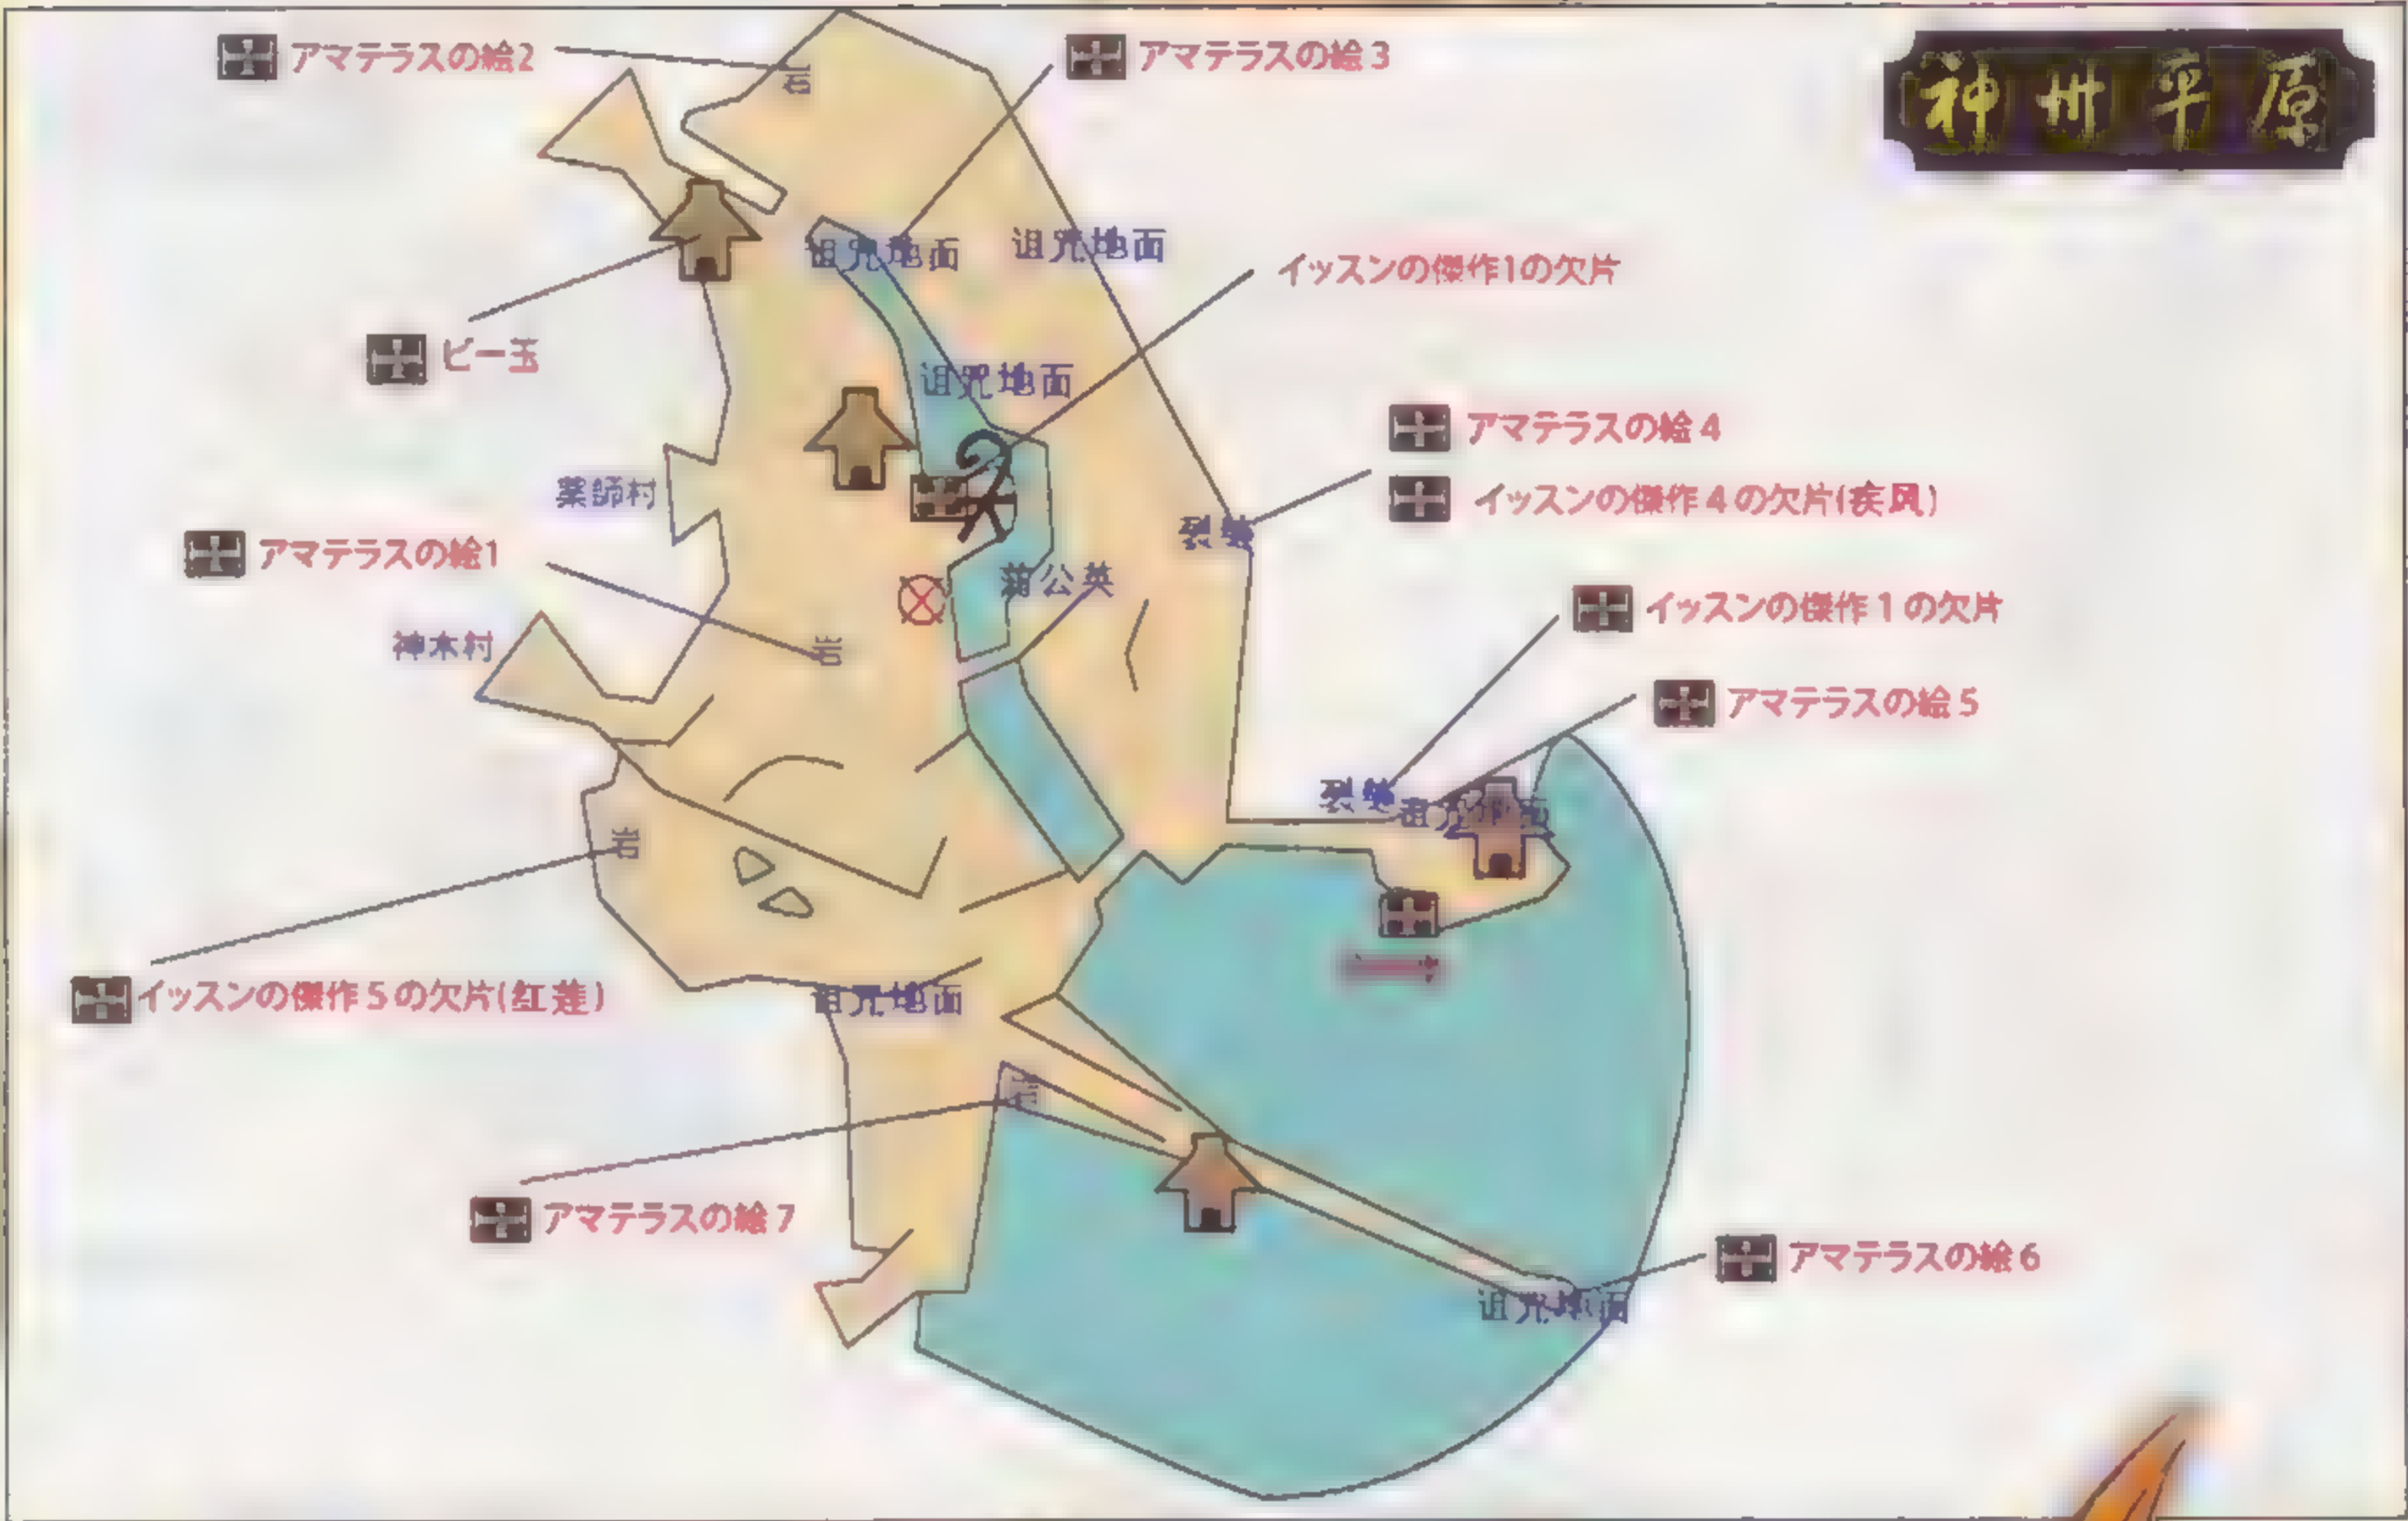 アマテラスの絵2
アマテラスの絵3
神州平原
岩
诅咒地面
诅咒地面
イッスンの傑作1の欠片
ビー玉
诅咒地面
アマテラスの絵4
薬師村
イッスンの傑作4の欠片(疾风)
裂缝
アマテラスの絵1
蒲公英
イッスンの傑作1の欠片
神木村
岩
アマテラスの絵5
裂缝
诅咒地面
岩
イッスンの傑作5の欠片(红莲)
诅咒地面
岩
アマテラスの絵7
アマテラスの絵6
诅咒地面